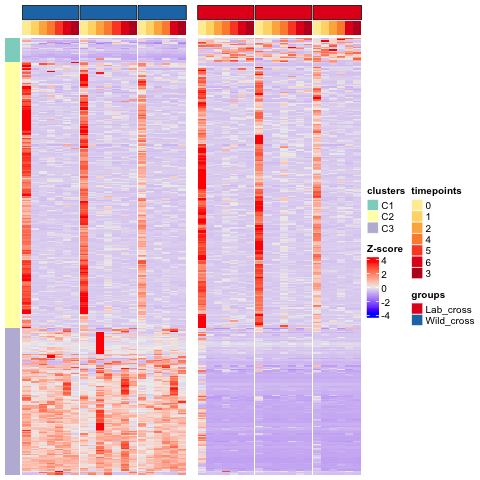 clusters
C1
C2
C3
Z-score
4
2
0
-2
-4
timepoints
0
1
2
4
5
6
3
groups
Lab_cross
Wild_cross